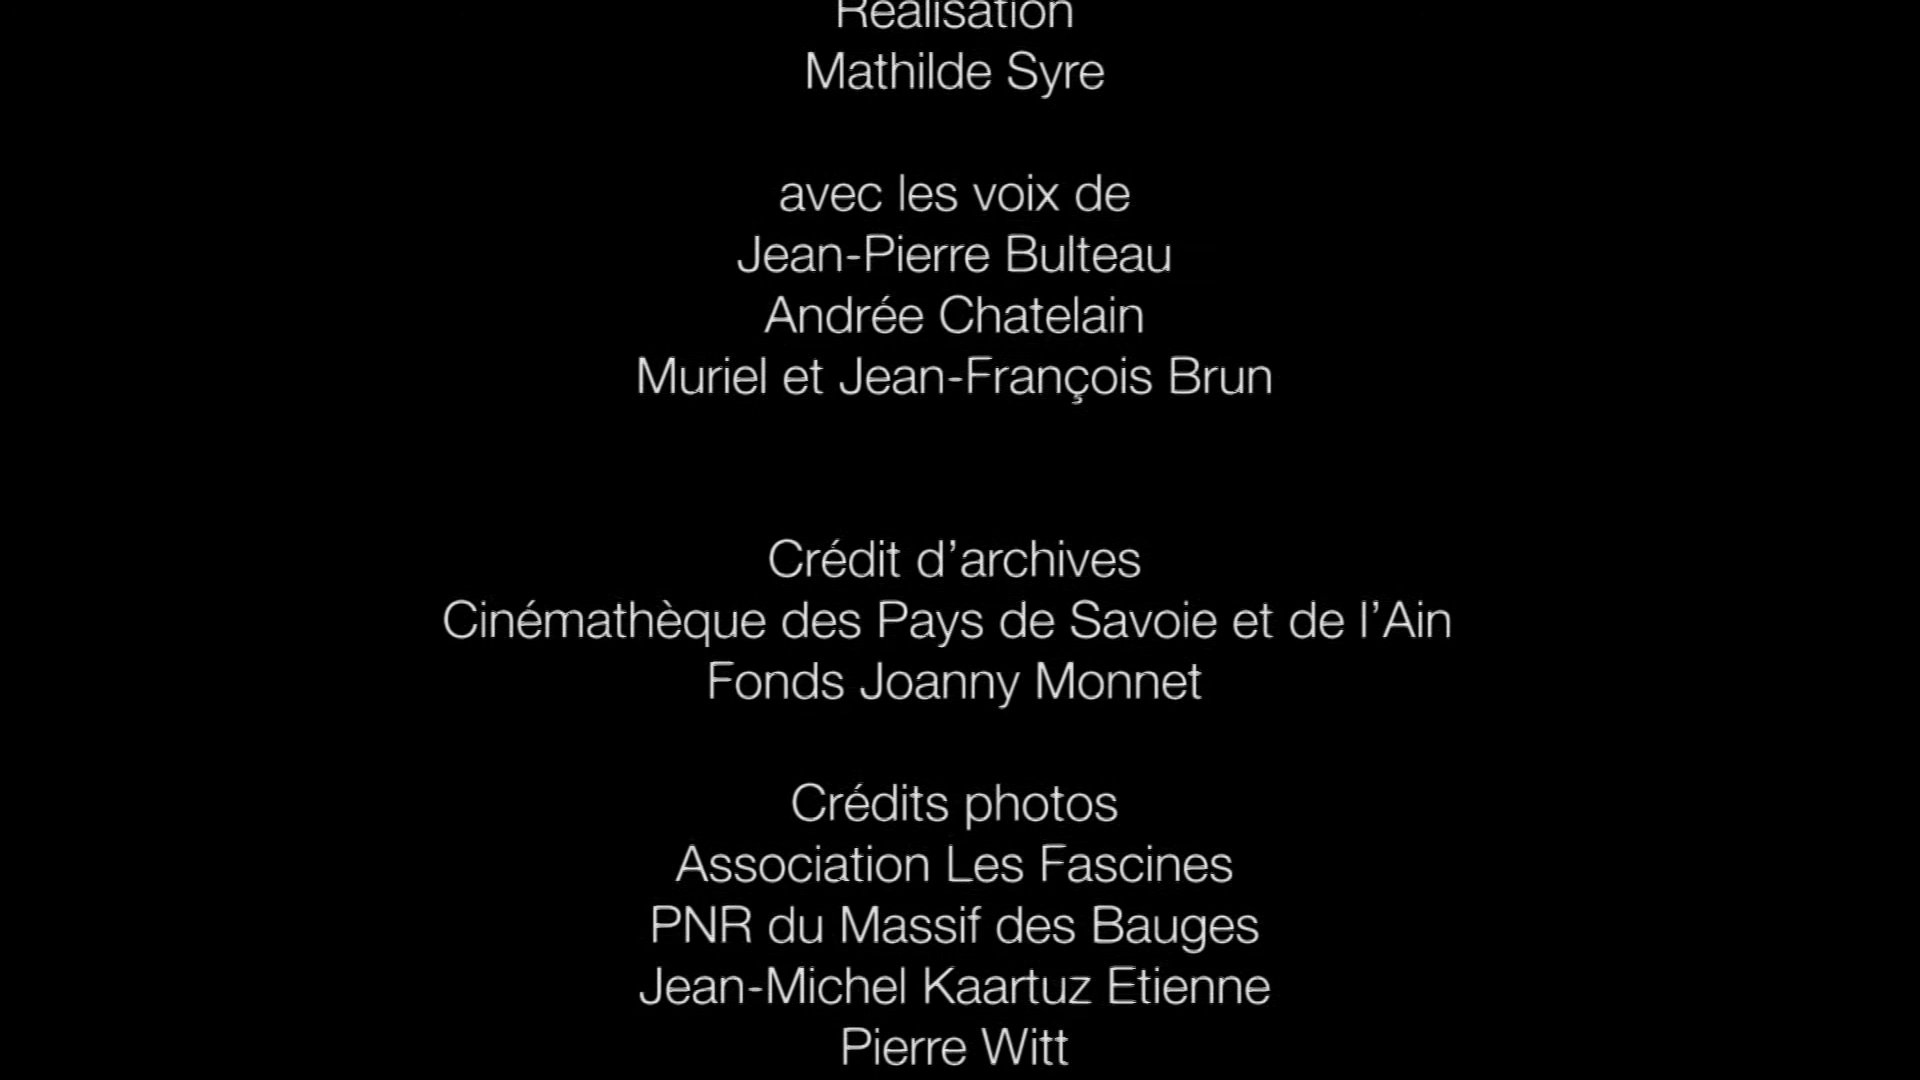 Réalisation
Mathilde Syre
avec les voix de
Jean-Pierre Bulteau
Andrée Chatelain
Muriel et Jean-François Brun
Crédit d’archives
Cinémathèque des Pays de Savoie et de l’Ain
Fonds Joanny Monnet
Crédits photos
Association Les Fascines
PNR du Massif des Bauges
Jean-Michel Kaartuz Etienne
Pierre Witt